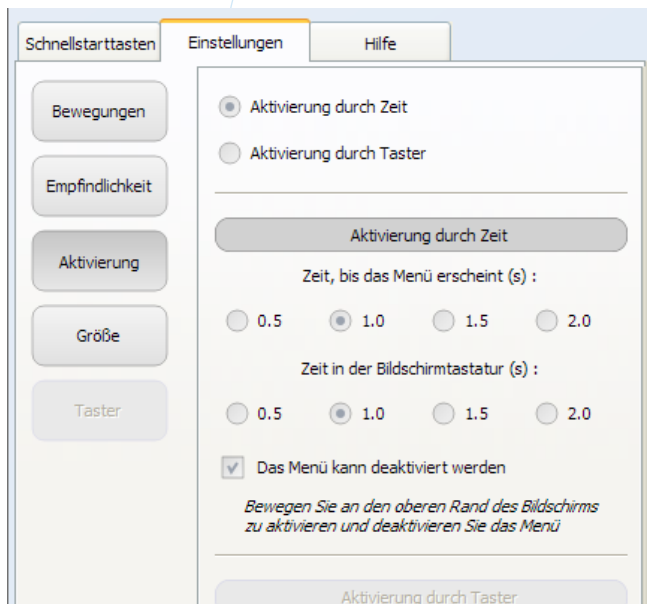 Schnellstarttasten Einstellungen Hilfe
Bewegungen
Empfindlichkeit
Aktivierung
Größe
Taster
Aktivierung durch Zeit
Aktivierung durch Taster
Aktivierung durch Zeit
Zeit, bis das Menü erscheint (s) :
0.5 1.0 1.5 2.0
Zeit in der Bildschirmtastatur (s) :
0.5 1.0 1.5 2.0
Das Menü kann deaktiviert werden
Bewegen Sie an den oberen Rand des Bildschirms
zu aktivieren und deaktivieren Sie das Menü
Aktivierung durch Taster